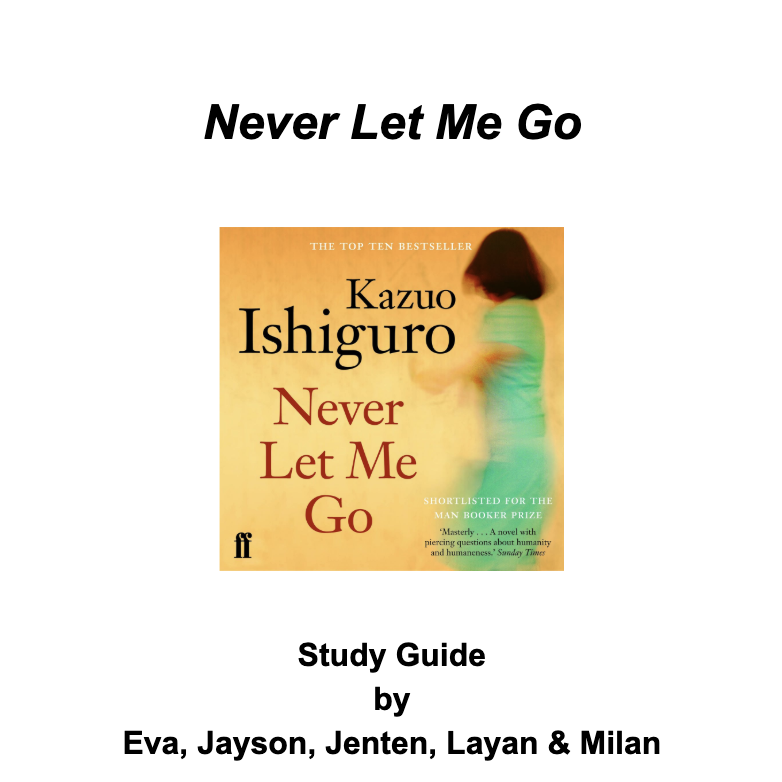 Never Let Me Go
THE TOP TEN BESTSELLER
Kazuo
Ishiguro
Never
Let Me
Go
SHORTLISTED FOR THE
MAN BOOKER PRIZE
‘Masterly . . . A novel with
piercing questions about humanity
and humaneness.’ Sunday Times
ff
Study Guide
by
Eva, Jayson, Jenten, Layan & Milan